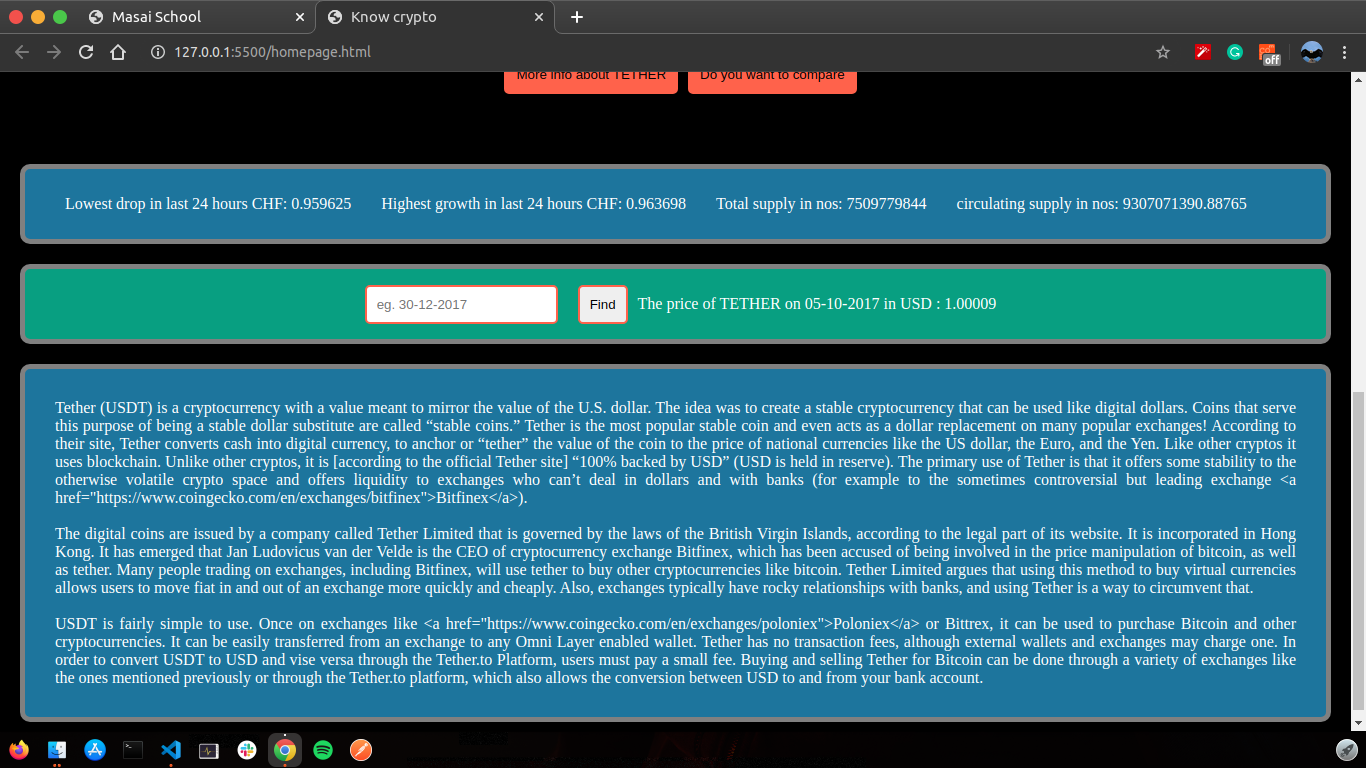 Masai School
Know crypto
127.0.0.1:5500/homepage.html
off
More info about TETHER Do you want to compare
Lowest drop in last 24 hours CHF: 0.959625 Highest growth in last 24 hours CHF: 0.963698 Total supply in nos: 7509779844 circulating supply in nos: 9307071390.88765
eg. 30-12-2017 Find The price of TETHER on 05-10-2017 in USD : 1.00009
Tether (USDT) is a cryptocurrency with a value meant to mirror the value of the U.S. dollar. The idea was to create a stable cryptocurrency that can be used like digital dollars. Coins that serve
this purpose of being a stable dollar substitute are called “stable coins.” Tether is the most popular stable coin and even acts as a dollar replacement on many popular exchanges! According to
their site, Tether converts cash into digital currency, to anchor or “tether” the value of the coin to the price of national currencies like the US dollar, the Euro, and the Yen. Like other cryptos it
uses blockchain. Unlike other cryptos, it is [according to the official Tether site] “100% backed by USD” (USD is held in reserve). The primary use of Tether is that it offers some stability to the
otherwise volatile crypto space and offers liquidity to exchanges who can’t deal in dollars and with banks (for example to the sometimes controversial but leading exchange <a
href="https://www.coingecko.com/en/exchanges/bitfinex">Bitfinex</a>).
The digital coins are issued by a company called Tether Limited that is governed by the laws of the British Virgin Islands, according to the legal part of its website. It is incorporated in Hong
Kong. It has emerged that Jan Ludovicus van der Velde is the CEO of cryptocurrency exchange Bitfinex, which has been accused of being involved in the price manipulation of bitcoin, as well
as tether. Many people trading on exchanges, including Bitfinex, will use tether to buy other cryptocurrencies like bitcoin. Tether Limited argues that using this method to buy virtual currencies
allows users to move fiat in and out of an exchange more quickly and cheaply. Also, exchanges typically have rocky relationships with banks, and using Tether is a way to circumvent that.
USDT is fairly simple to use. Once on exchanges like <a href="https://www.coingecko.com/en/exchanges/poloniex">Poloniex</a> or Bittrex, it can be used to purchase Bitcoin and other
cryptocurrencies. It can be easily transferred from an exchange to any Omni Layer enabled wallet. Tether has no transaction fees, although external wallets and exchanges may charge one. In
order to convert USDT to USD and vise versa through the Tether.to Platform, users must pay a small fee. Buying and selling Tether for Bitcoin can be done through a variety of exchanges like
the ones mentioned previously or through the Tether.to platform, which also allows the conversion between USD to and from your bank account.